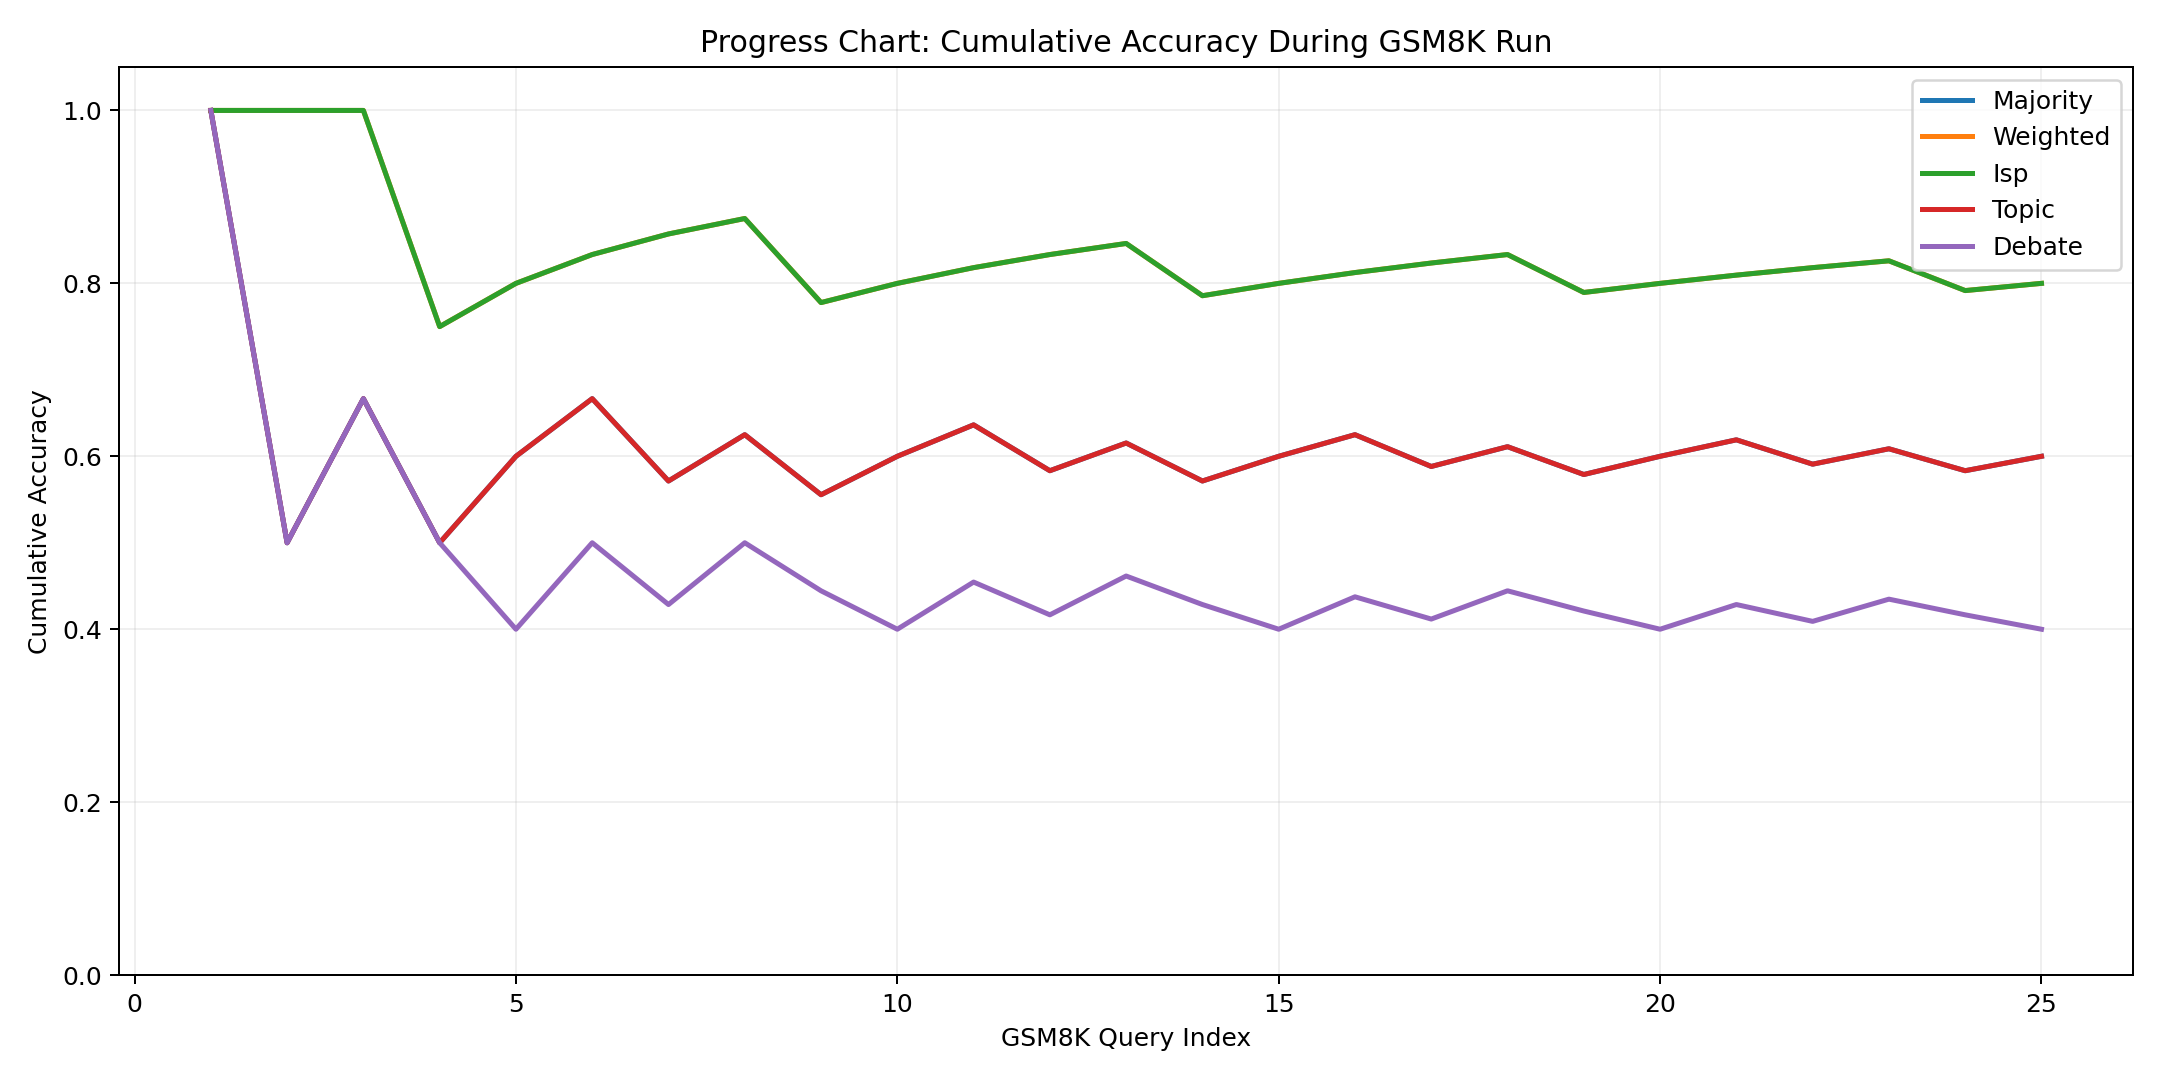 Progress Chart: Cumulative Accuracy During GSM8K Run
Majority
Weighted
Isp
Topic
Debate
1.0
0.8
0.6
0.4
0.2
0.0
Cumulative Accuracy
0 5 10 15 20 25
GSM8K Query Index